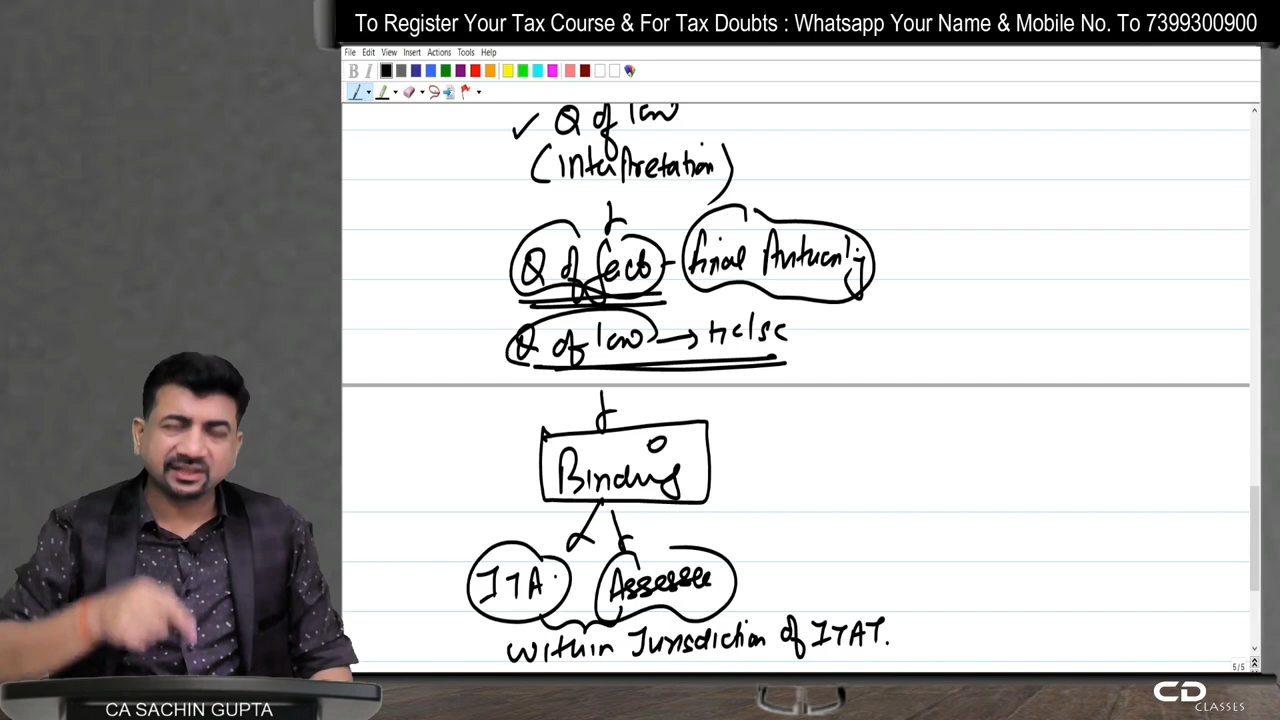 To Register Your Tax Course & For Tax Doubts : Whatsapp Your Name & Mobile No. To 7399300900
File Edit View Insert Actions Tools Help
B I
✓ Q of law
(Interpretation)
Q of fact - final Authority
Q of law →
Binding
ITA Assessee
within Jurisdiction of ITAT.
5/5
CA SACHIN GUPTA
CD CLASSES